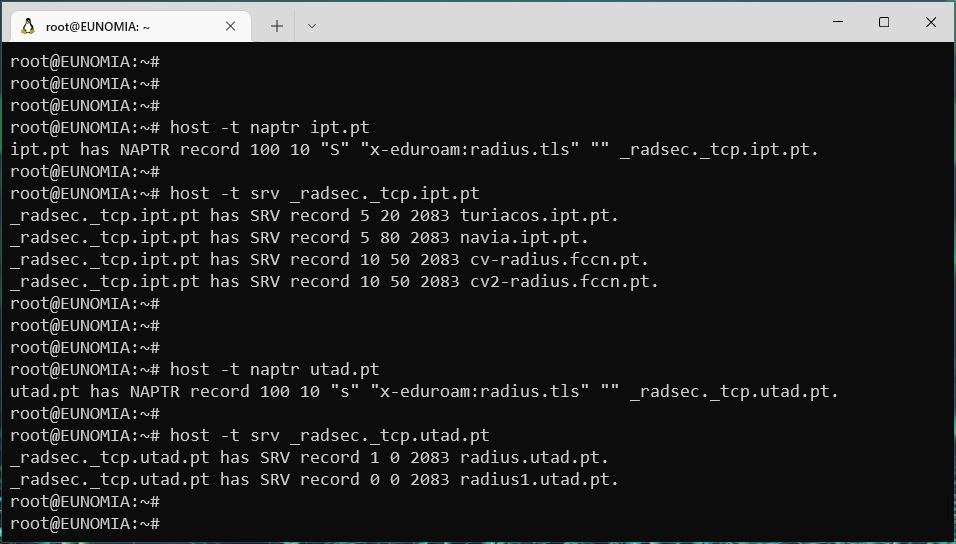 root@EUNOMIA: ~
root@EUNOMIA:~#
root@EUNOMIA:~#
root@EUNOMIA:~#
root@EUNOMIA:~# host -t naptr ipt.pt
ipt.pt has NAPTR record 100 10 "S" "x-eduroam:radius.tls" "" _radsec._tcp.ipt.pt.
root@EUNOMIA:~#
root@EUNOMIA:~# host -t srv _radsec._tcp.ipt.pt
_radsec._tcp.ipt.pt has SRV record 5 20 2083 turiacos.ipt.pt.
_radsec._tcp.ipt.pt has SRV record 5 80 2083 navia.ipt.pt.
_radsec._tcp.ipt.pt has SRV record 10 50 2083 cv-radius.fccn.pt.
_radsec._tcp.ipt.pt has SRV record 10 50 2083 cv2-radius.fccn.pt.
root@EUNOMIA:~#
root@EUNOMIA:~#
root@EUNOMIA:~#
root@EUNOMIA:~# host -t naptr utad.pt
utad.pt has NAPTR record 100 10 "s" "x-eduroam:radius.tls" "" _radsec._tcp.utad.pt.
root@EUNOMIA:~#
root@EUNOMIA:~# host -t srv _radsec._tcp.utad.pt
_radsec._tcp.utad.pt has SRV record 1 0 2083 radius.utad.pt.
_radsec._tcp.utad.pt has SRV record 0 0 2083 radius1.utad.pt.
root@EUNOMIA:~#
root@EUNOMIA:~#